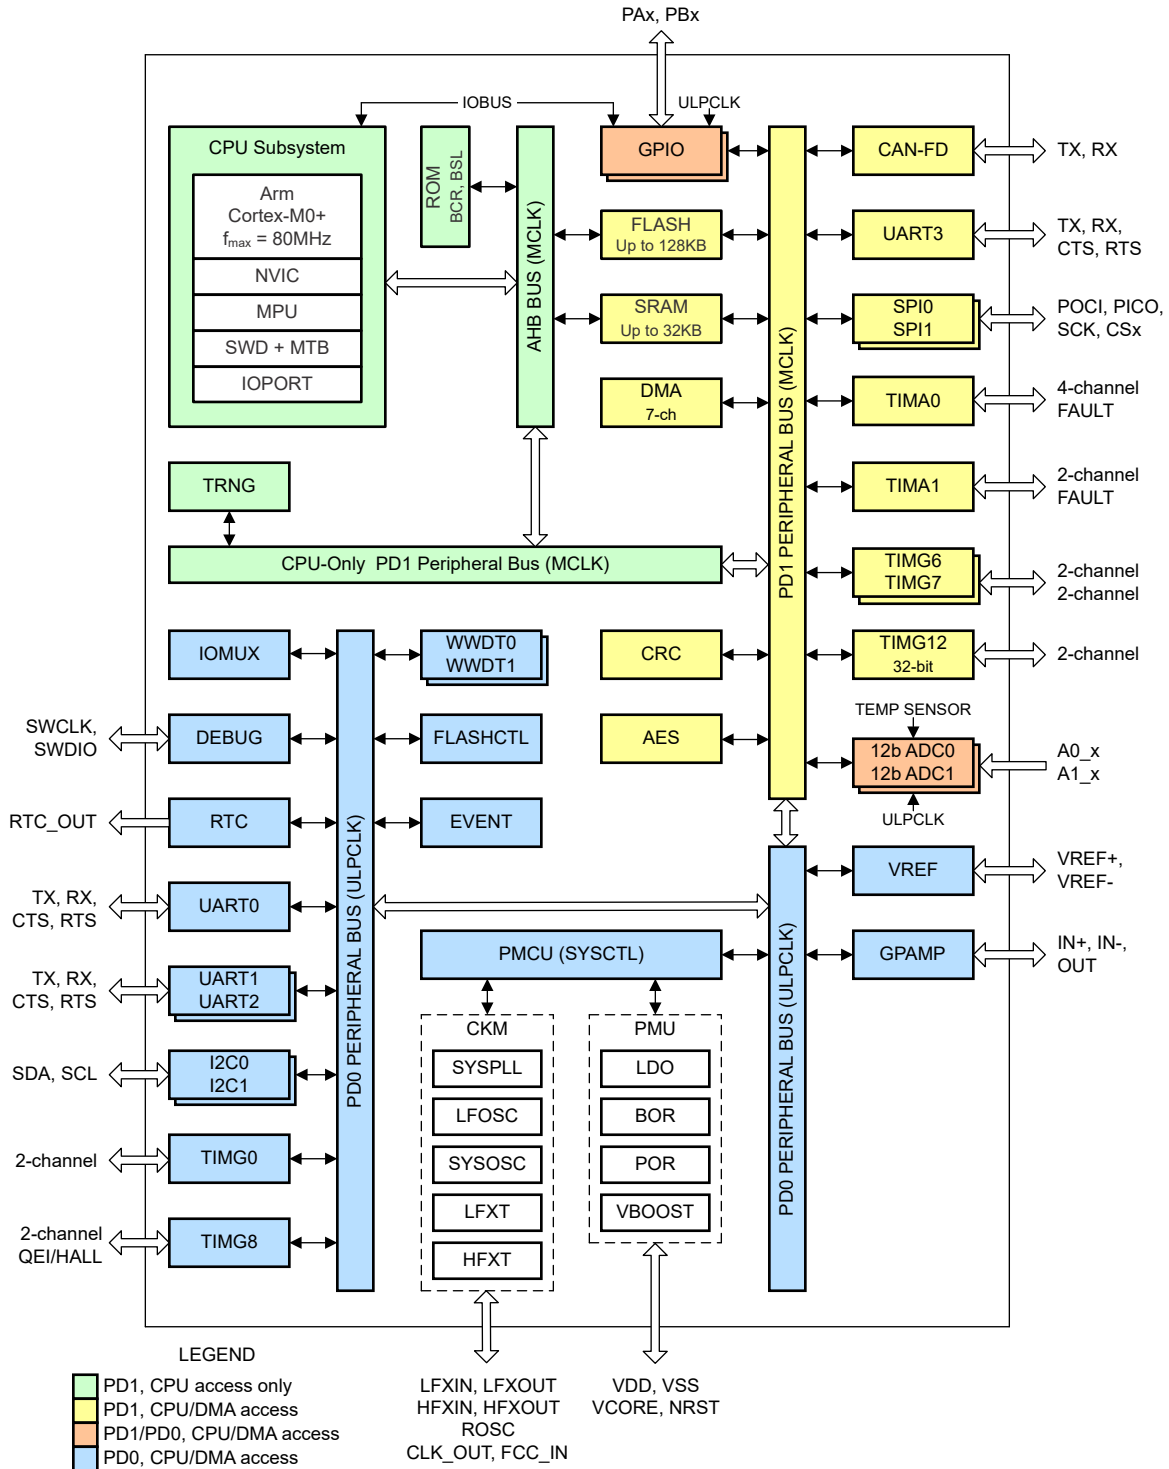 PAx, PBx
IOBUS
ULPCLK
CPU Subsystem
Arm
Cortex-M0+
fmax = 80MHz
NVIC
MPU
SWD + MTB
IOPORT
ROM
BCR, BSL
AHB BUS (MCLK)
GPIO
FLASH
Up to 128KB
SRAM
Up to 32KB
DMA
7-ch
PD1 PERIPHERAL BUS (MCLK)
CAN-FD
TX, RX
UART3
TX, RX,
CTS, RTS
SPI0
SPI1
POCI, PICO,
SCK, CSx
TIMA0
4-channel
FAULT
TIMA1
2-channel
FAULT
TRNG
CPU-Only PD1 Peripheral Bus (MCLK)
TIMG6
TIMG7
2-channel
2-channel
TIMG12
32-bit
2-channel
CRC
AES
TEMP SENSOR
12b ADC0
12b ADC1
A0_x
A1_x
ULPCLK
IOMUX
WWDT0
WWDT1
SWCLK,
SWDIO
DEBUG
FLASHCTL
RTC_OUT
RTC
EVENT
PD0 PERIPHERAL BUS (ULPCLK)
TX, RX,
CTS, RTS
UART0
TX, RX,
CTS, RTS
UART1
UART2
SDA, SCL
I2C0
I2C1
2-channel
TIMG0
2-channel
QEI/HALL
TIMG8
PMCU (SYSCTL)
CKM
SYSPLL
LFOSC
SYSOSC
LFXT
HFXT
PMU
LDO
BOR
POR
VBOOST
PD0 PERIPHERAL BUS (ULPCLK)
VREF
VREF+,
VREF-
GPAMP
IN+, IN-,
OUT
LEGEND
PD1, CPU access only
PD1, CPU/DMA access
PD1/PD0, CPU/DMA access
PD0, CPU/DMA access
LFXIN, LFXOUT
HFXIN, HFXOUT
ROSC
CLK_OUT, FCC_IN
VDD, VSS
VCORE, NRST